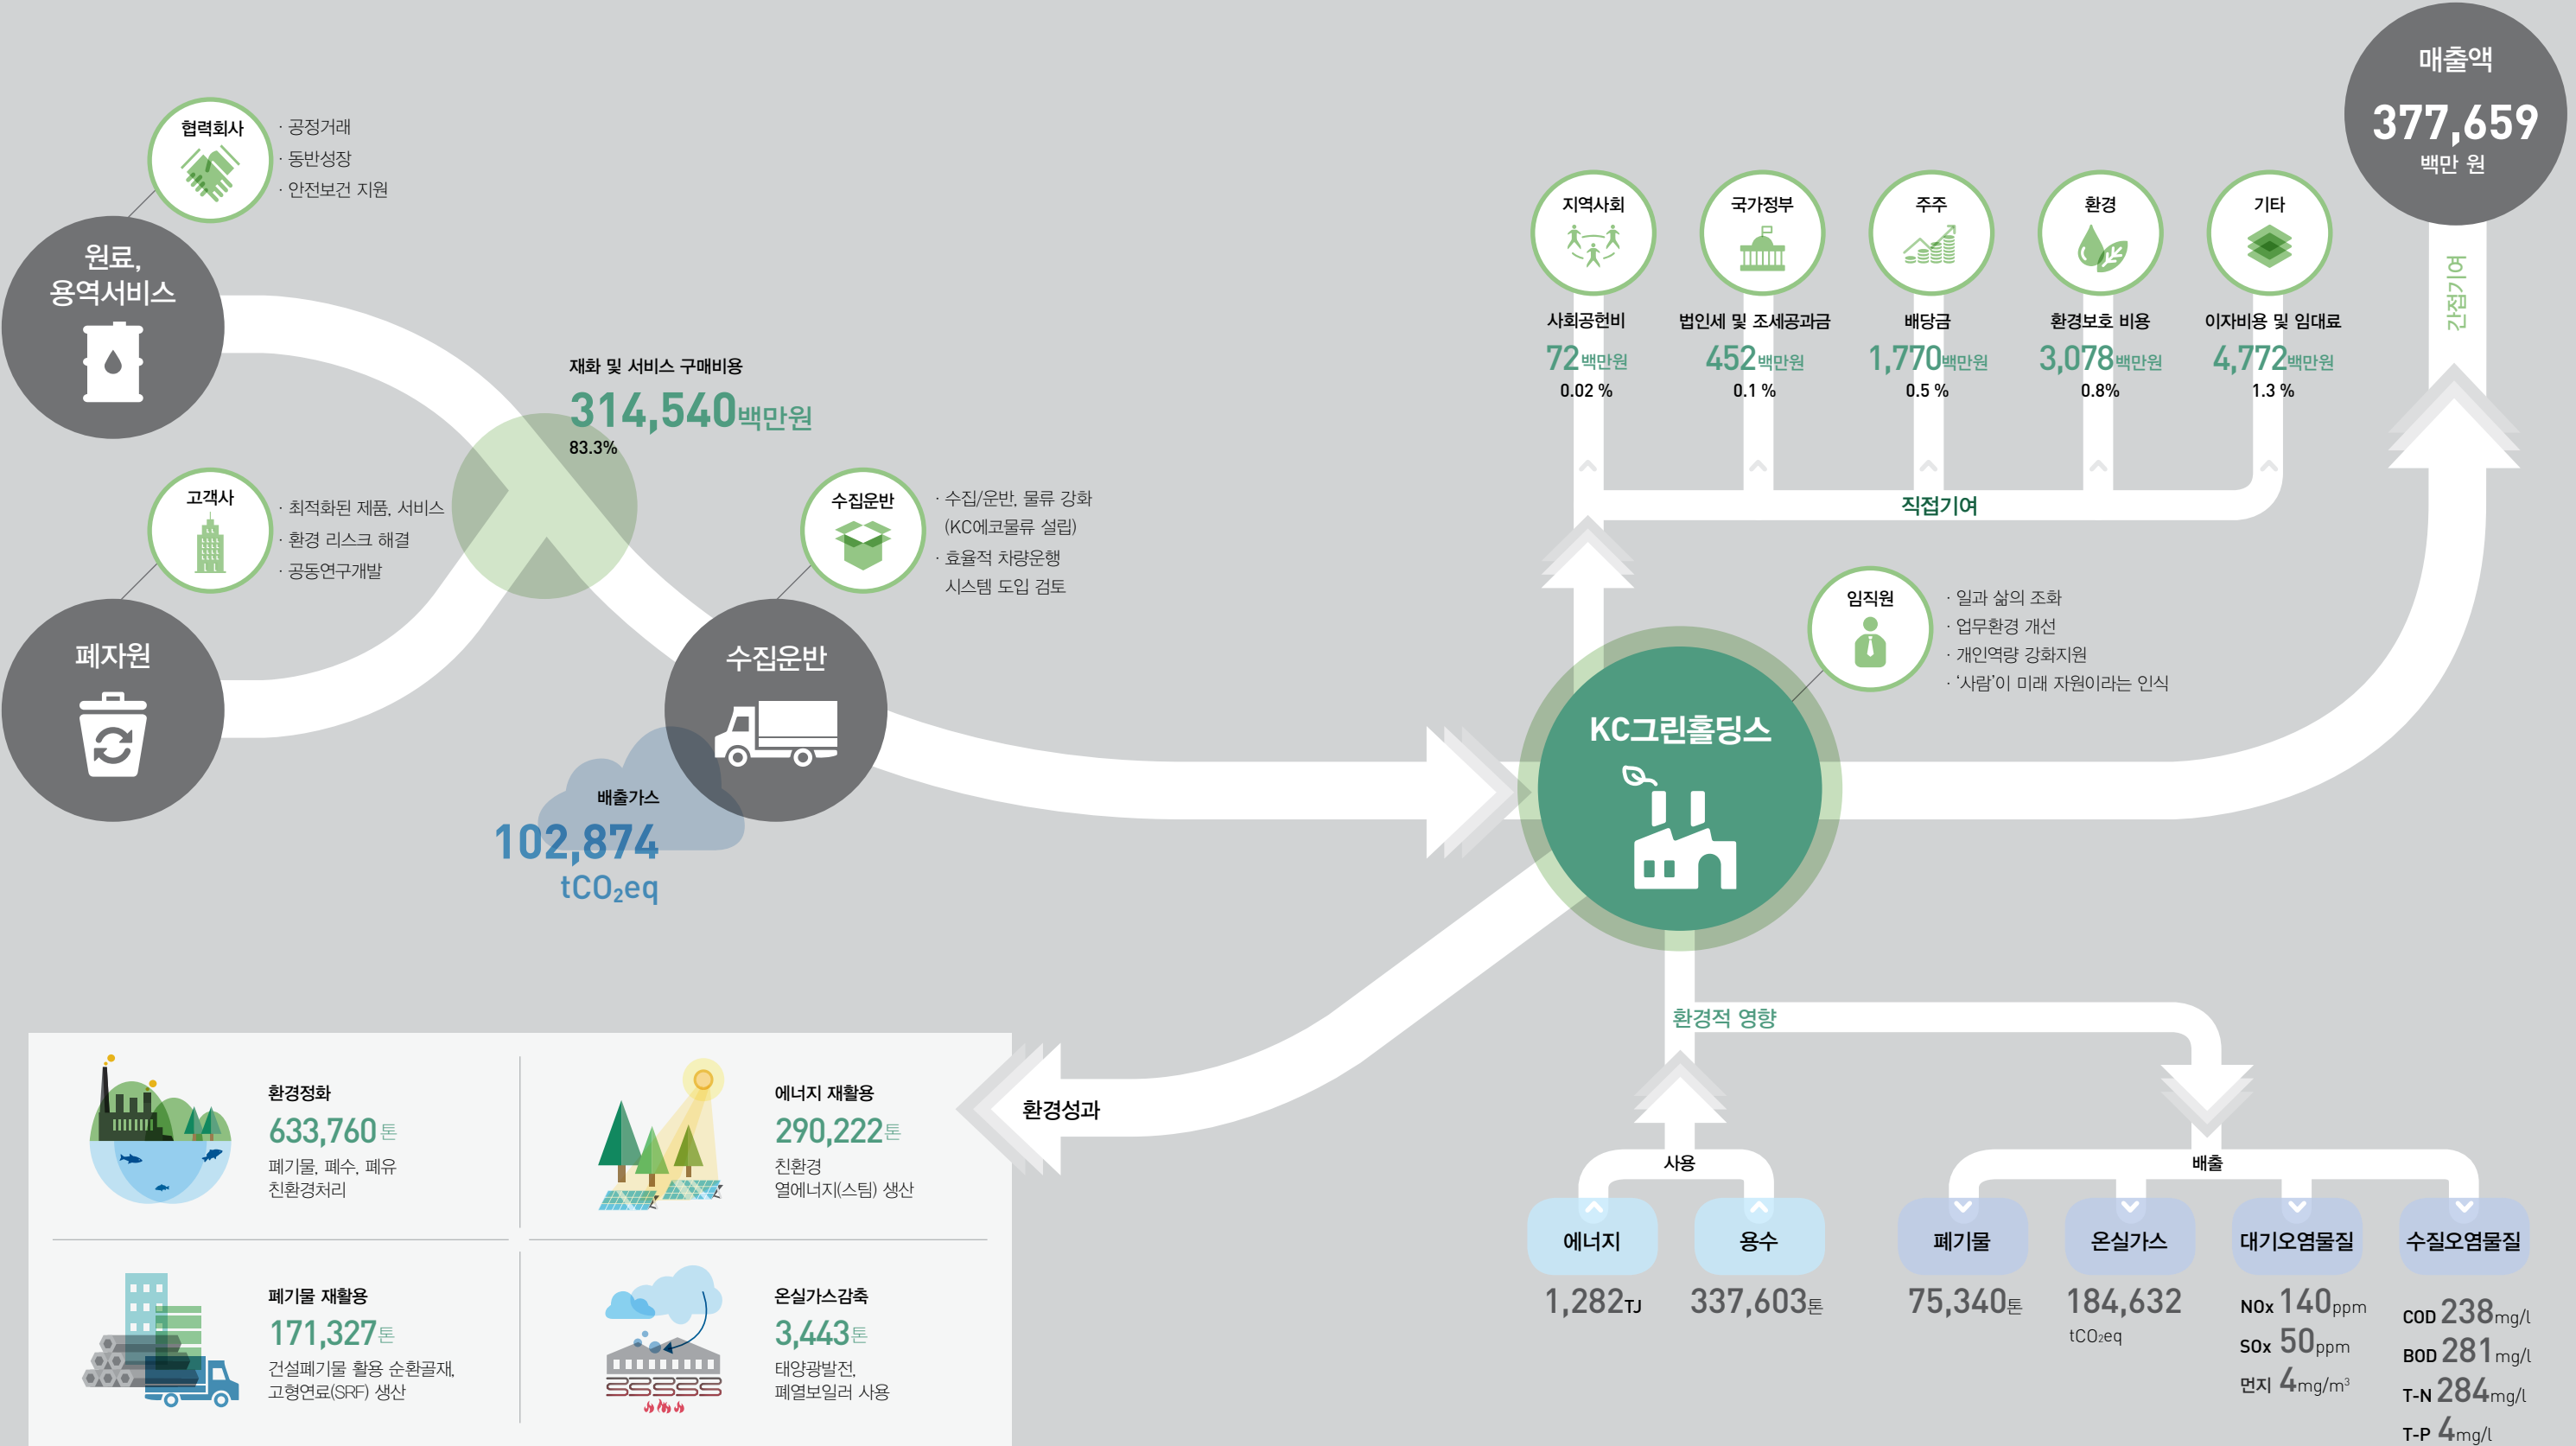 협력회사
· 공정거래
· 동반성장
· 안전보건 지원
원료,
용역서비스
재화 및 서비스 구매비용
314,540백만원
83.3%
고객사
· 최적화된 제품, 서비스
· 환경 리스크 해결
· 공동연구개발
폐자원
수집운반
· 수집/운반, 물류 강화
(KC에코물류 설립)
· 효율적 차량운행
시스템 도입 검토
수집운반
배출가스
102,874
tCO₂eq
매출액
377,659
백만 원
간접기여
지역사회
사회공헌비
72백만원
0.02 %
국가정부
법인세 및 조세공과금
452백만원
0.1 %
주주
배당금
1,770백만원
0.5 %
환경
환경보호 비용
3,078백만원
0.8%
기타
이자비용 및 임대료
4,772백만원
1.3 %
직접기여
임직원
· 일과 삶의 조화
· 업무환경 개선
· 개인역량 강화지원
· ‘사람’이 미래 자원이라는 인식
KC그린홀딩스
환경성과
환경정화
633,760톤
폐기물, 폐수, 폐유
친환경처리
에너지 재활용
290,222톤
친환경
열에너지(스팀) 생산
폐기물 재활용
171,327톤
건설폐기물 활용 순환골재,
고형연료(SRF) 생산
온실가스감축
3,443톤
태양광발전,
폐열보일러 사용
환경적 영향
사용
에너지
1,282TJ
용수
337,603톤
배출
폐기물
75,340톤
온실가스
184,632
tCO₂eq
대기오염물질
NOx 140ppm
SOx 50ppm
먼지 4mg/m³
수질오염물질
COD 238mg/l
BOD 281mg/l
T-N 284mg/l
T-P 4mg/l